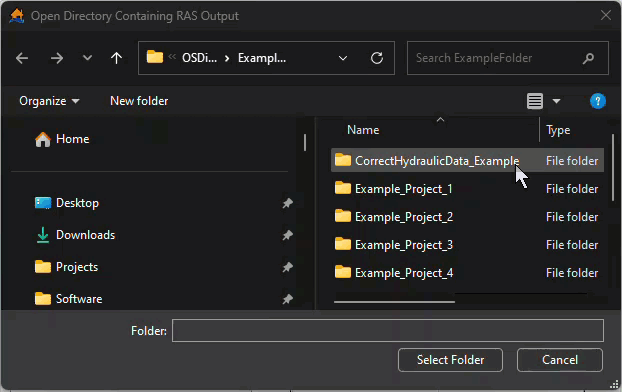 Open Directory Containing RAS Output
« OSDi... › Exampl...
Search ExampleFolder
Organize
New folder
?
Home
Desktop
Downloads
Projects
Software
Name
Type
CorrectHydraulicData_Example
File folder
Example_Project_1
File folder
Example_Project_2
File folder
Example_Project_3
File folder
Example_Project_4
File folder
Folder:
Select Folder
Cancel